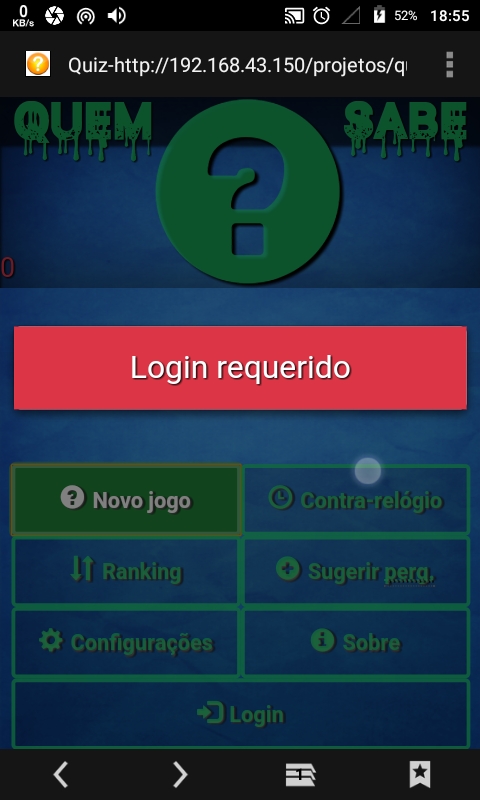 0
KB/s
52%
18:55
Quiz-http://192.168.43.150/projetos/q
QUEM
SABE
?
0
Login requerido
Novo jogo
Contra-relógio
Ranking
Sugerir perg.
Configurações
Sobre
Login
1